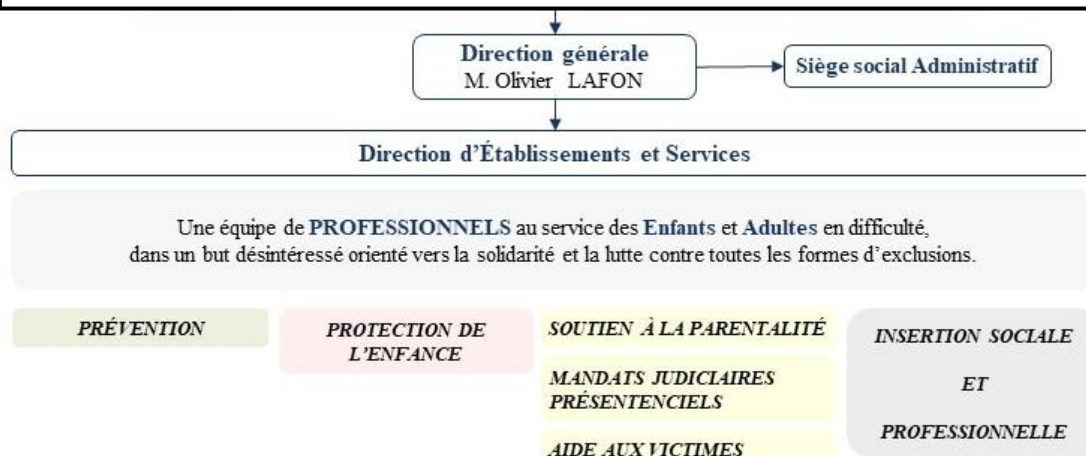 Direction générale
M. Olivier LAFON
Siège social Administratif
Direction d'Établissements et Services
Une équipe de PROFESSIONNELS au service des Enfants et Adultes en difficulté,
dans un but désintéressé orienté vers la solidarité et la lutte contre toutes les formes d'exclusions.
PRÉVENTION
PROTECTION DE
L'ENFANCE
SOUTIEN À LA PARENTALITÉ
MANDATS JUDICIAIRES
PRÉSENTENCIELS
AIDE AUX VICTIMES
INSERTION SOCIALE
ET
PROFESSIONNELLE